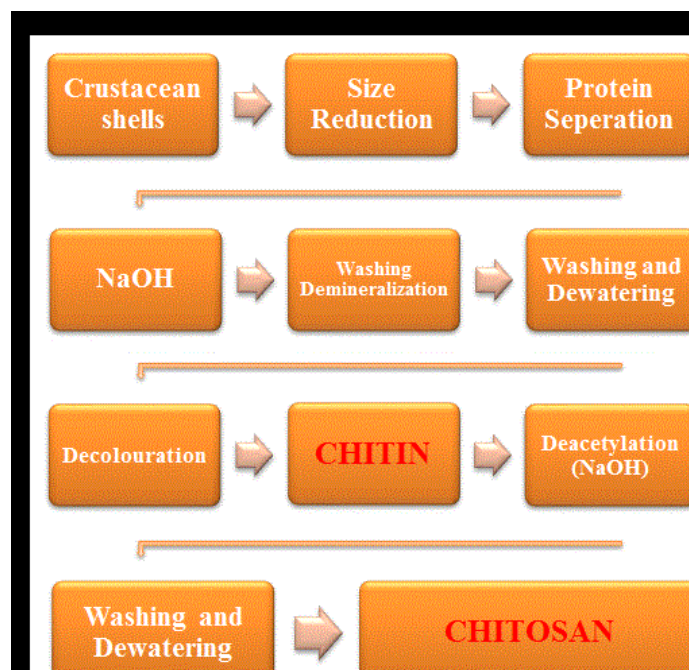 Crustacean
shells
Size
Reduction
Protein
Seperation
NaOH
Washing
Demineralization
Washing and
Dewatering
Decolouration
CHITIN
Deacetylation
(NaOH)
Washing and
Dewatering
CHITOSAN